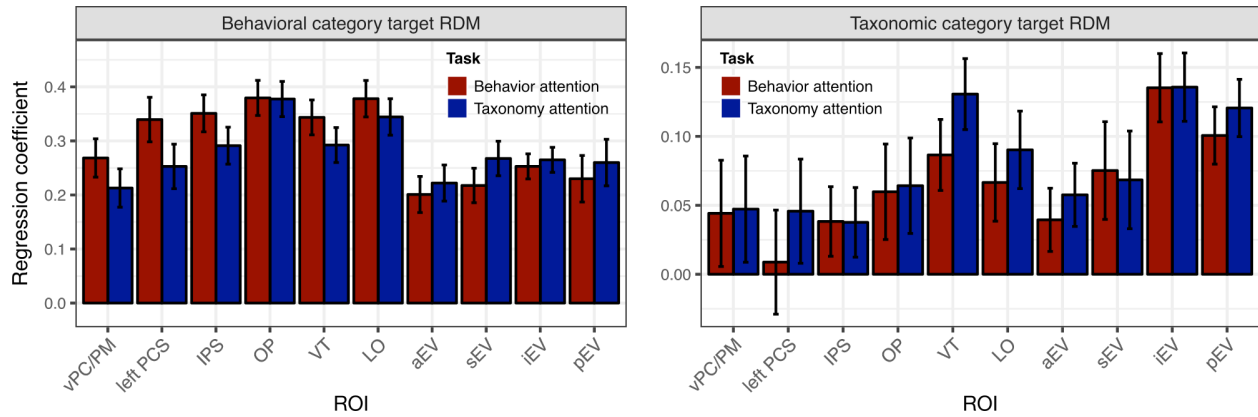 Behavioral category target RDM
Regression coefficient
0.4
0.3
0.2
0.1
0.0
Task
Behavior attention
Taxonomy attention
vPC/PM
left PCS
IPS
OP
VT
LO
aEV
sEV
iEV
pEV
ROI
Taxonomic category target RDM
0.15
0.10
0.05
0.00
Task
Behavior attention
Taxonomy attention
vPC/PM
left PCS
IPS
OP
VT
LO
aEV
sEV
iEV
pEV
ROI